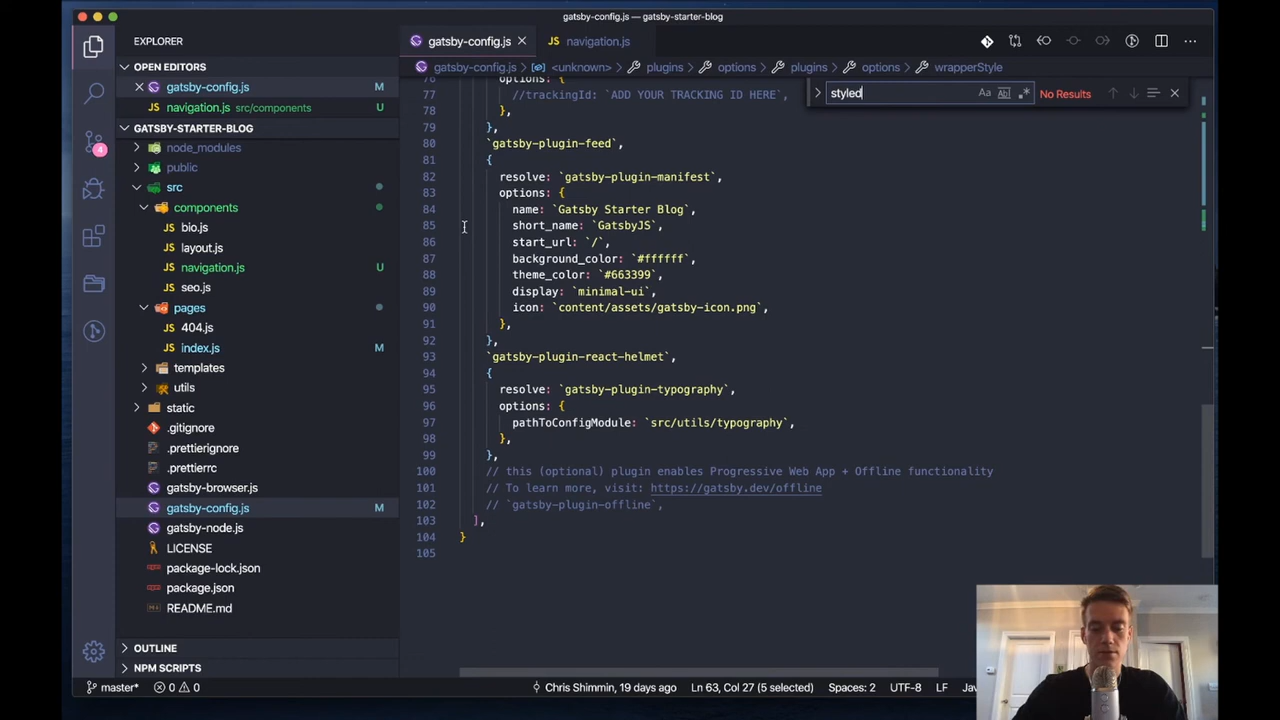 gatsby-config.js — gatsby-starter-blog
EXPLORER
OPEN EDITORS
gatsby-config.js M
navigation.js src/components U
GATSBY-STARTER-BLOG
node_modules
public
src
components
bio.js
layout.js
navigation.js U
seo.js
pages
404.js
index.js M
templates
utils
static
.gitignore
.prettierignore
.prettierrc
gatsby-browser.js
gatsby-config.js M
gatsby-node.js
LICENSE
package-lock.json
package.json
README.md
OUTLINE
NPM SCRIPTS
4
gatsby-config.js
navigation.js
gatsby-config.js > <unknown> > plugins > options > plugins > options > wrapperStyle
styled
Aa Abl .* No Results
76 options: {
77 //trackingId: `ADD YOUR TRACKING ID HERE`,
78 },
79 },
80 `gatsby-plugin-feed`,
81 {
82 resolve: `gatsby-plugin-manifest`,
83 options: {
84 name: `Gatsby Starter Blog`,
85 short_name: `GatsbyJS`,
86 start_url: `/`,
87 background_color: `#ffffff`,
88 theme_color: `#663399`,
89 display: `minimal-ui`,
90 icon: `content/assets/gatsby-icon.png`,
91 },
92 },
93 `gatsby-plugin-react-helmet`,
94 {
95 resolve: `gatsby-plugin-typography`,
96 options: {
97 pathToConfigModule: `src/utils/typography`,
98 },
99 },
100 // this (optional) plugin enables Progressive Web App + Offline functionality
101 // To learn more, visit: https://gatsby.dev/offline
102 // `gatsby-plugin-offline`,
103 ],
104 }
105
master* 0 0 Chris Shimmin, 19 days ago Ln 63, Col 27 (5 selected) Spaces: 2 UTF-8 LF